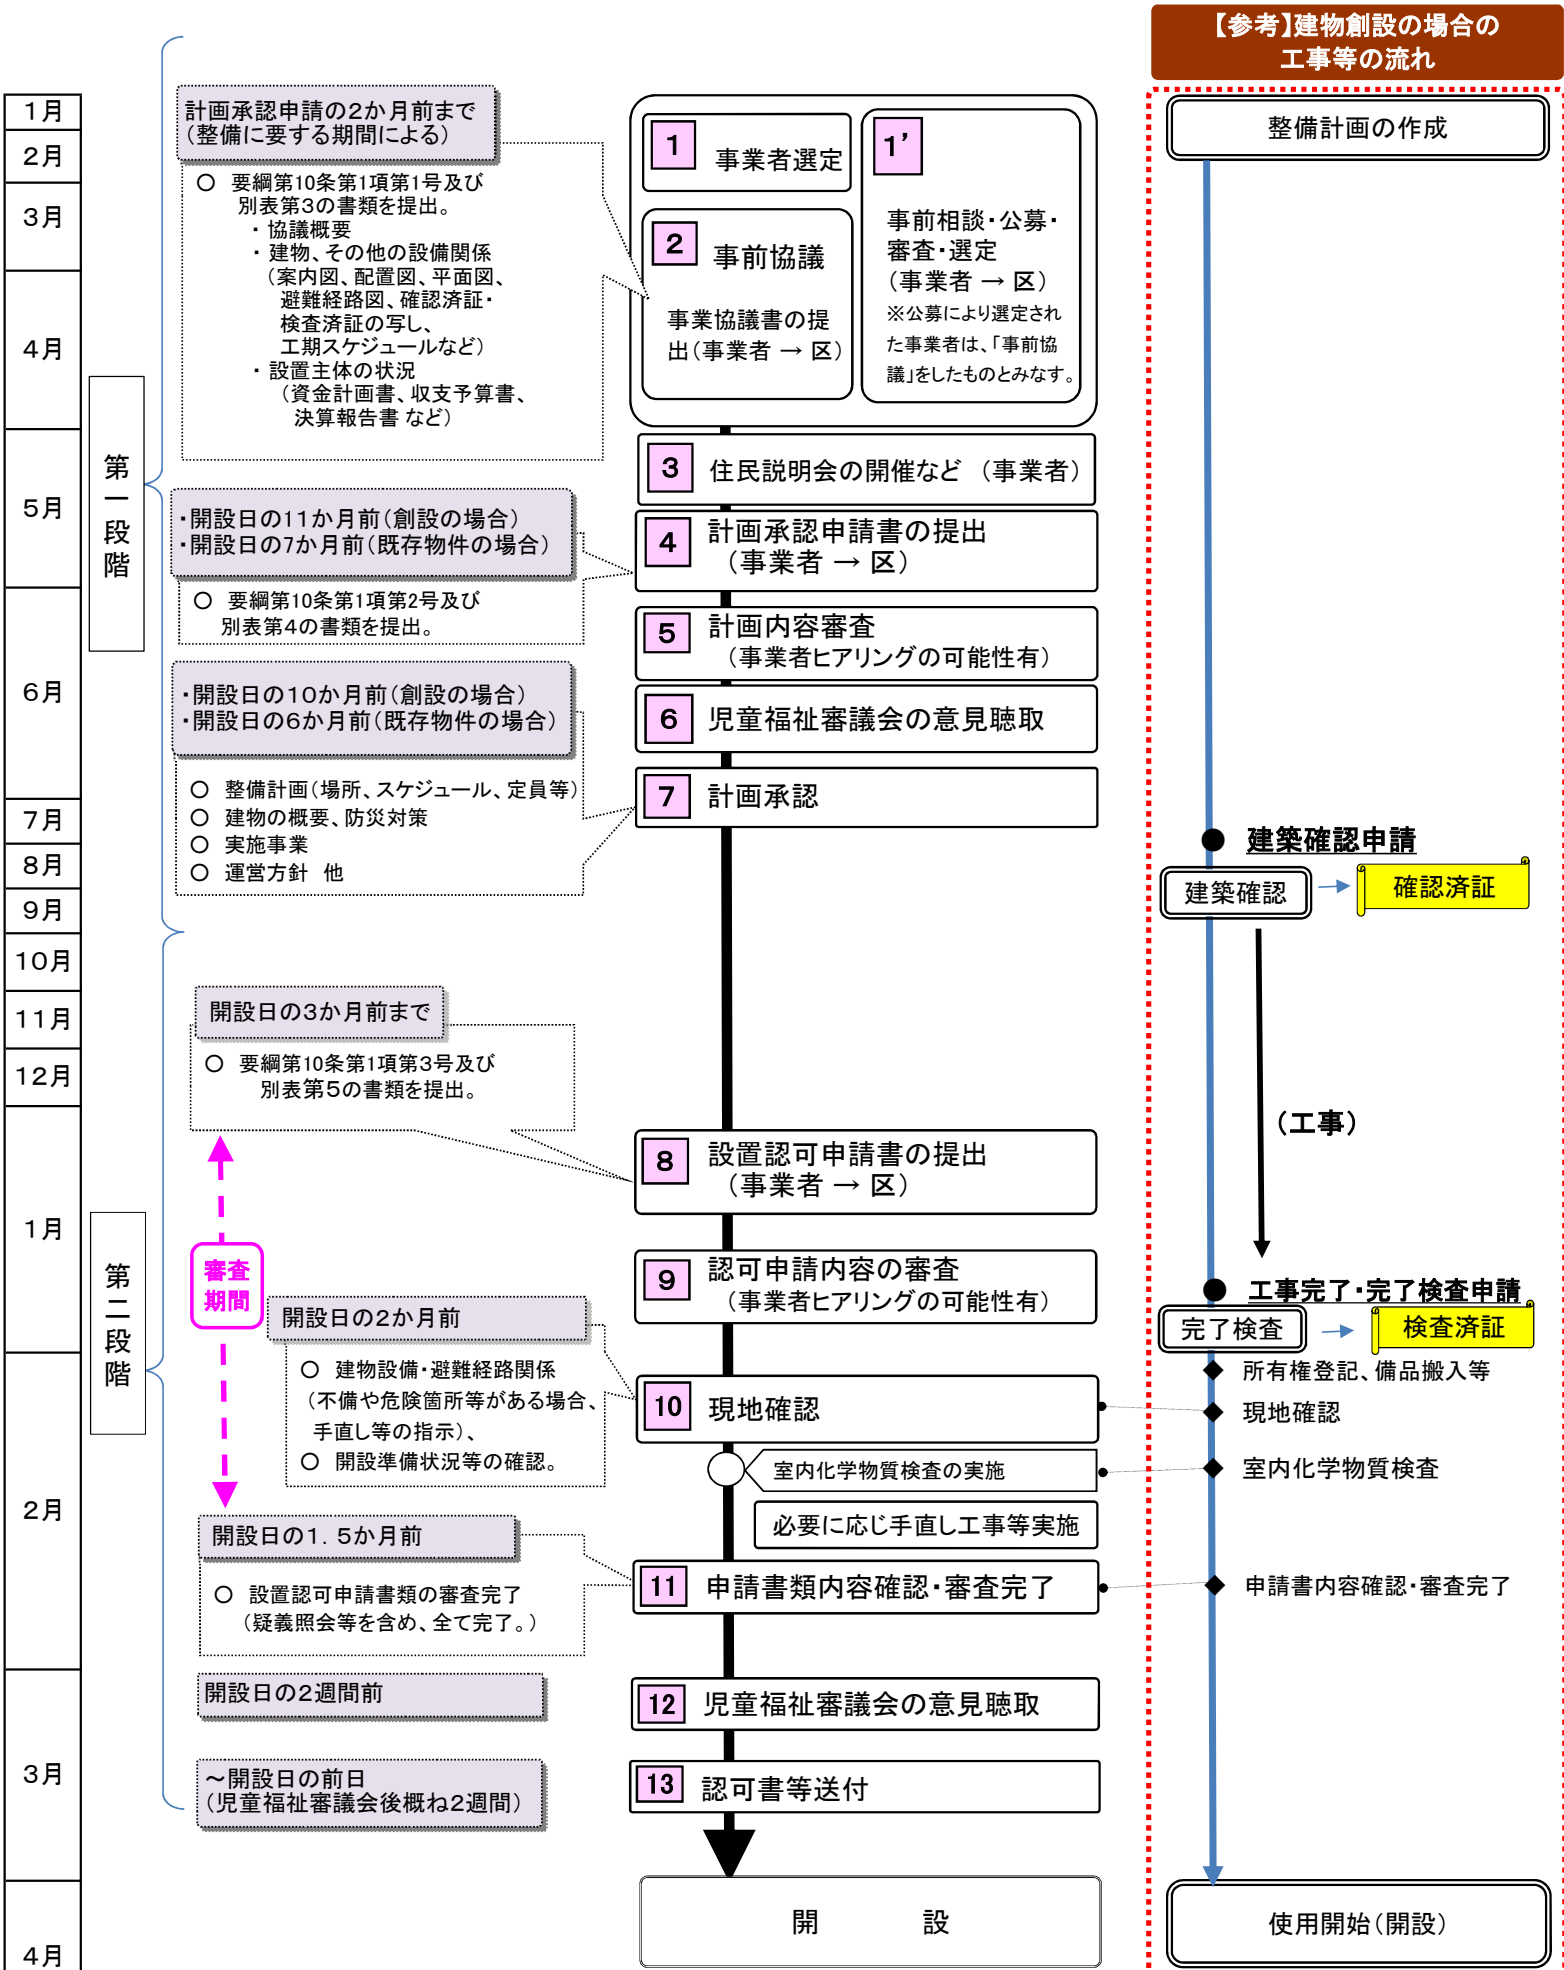 【参考】建物創設の場合の
工事等の流れ
1月
2月
3月
4月
5月
6月
7月
8月
9月
10月
11月
12月
1月
2月
3月
4月
第一段階
第二段階
計画承認申請の2か月前まで
(整備に要する期間による)
○ 要綱第10条第1項第1号及び
別表第3の書類を提出。
・協議概要
・建物、その他の設備関係
(案内図、配置図、平面図、
避難経路図、確認済証・
検査済証の写し、
工期スケジュールなど)
・設置主体の状況
(資金計画書、収支予算書、
決算報告書 など)
1 事業者選定
2 事前協議
事業協議書の提
出(事業者 → 区)
1’
事前相談・公募・
審査・選定
(事業者 → 区)
※公募により選定され
た事業者は、「事前協
議」をしたものとみなす。
3 住民説明会の開催など (事業者)
・開設日の11か月前(創設の場合)
・開設日の7か月前(既存物件の場合)
○ 要綱第10条第1項第2号及び
別表第4の書類を提出。
4 計画承認申請書の提出
(事業者 → 区)
5 計画内容審査
(事業者ヒアリングの可能性有)
・開設日の10か月前(創設の場合)
・開設日の6か月前(既存物件の場合)
○ 整備計画(場所、スケジュール、定員等)
○ 建物の概要、防災対策
○ 実施事業
○ 運営方針 他
6 児童福祉審議会の意見聴取
7 計画承認
開設日の3か月前まで
○ 要綱第10条第1項第3号及び
別表第5の書類を提出。
8 設置認可申請書の提出
(事業者 → 区)
審査
期間
9 認可申請内容の審査
(事業者ヒアリングの可能性有)
開設日の2か月前
○ 建物設備・避難経路関係
(不備や危険箇所等がある場合、
手直し等の指示)、
○ 開設準備状況等の確認。
10 現地確認
室内化学物質検査の実施
必要に応じ手直し工事等実施
開設日の1.5か月前
○ 設置認可申請書類の審査完了
(疑義照会等を含め、全て完了。)
11 申請書類内容確認・審査完了
開設日の2週間前
12 児童福祉審議会の意見聴取
~開設日の前日
(児童福祉審議会後概ね2週間)
13 認可書等送付
開 設
整備計画の作成
建築確認申請
建築確認
確認済証
(工事)
工事完了・完了検査申請
完了検査
検査済証
所有権登記、備品搬入等
現地確認
室内化学物質検査
申請書内容確認・審査完了
使用開始(開設)